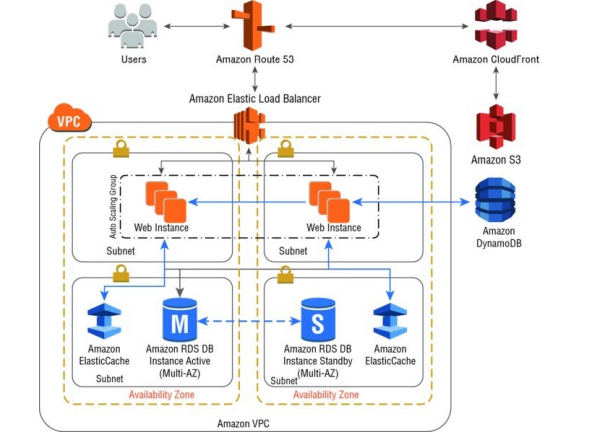 Users
Amazon Route 53
Amazon CloudFront
Amazon Elastic Load Balancer
VPC
Amazon S3
Auto Scaling Group
Web Instance
Web Instance
Subnet
Subnet
Amazon
DynamoDB
M
S
Amazon
ElasticCache
Amazon RDS DB
Instance Active
(Multi-AZ)
Amazon RDS DB
Instance Standby
(Multi-AZ)
Amazon
ElasticCache
Subnet
Subnet
Availability Zone
Availability Zone
Amazon VPC